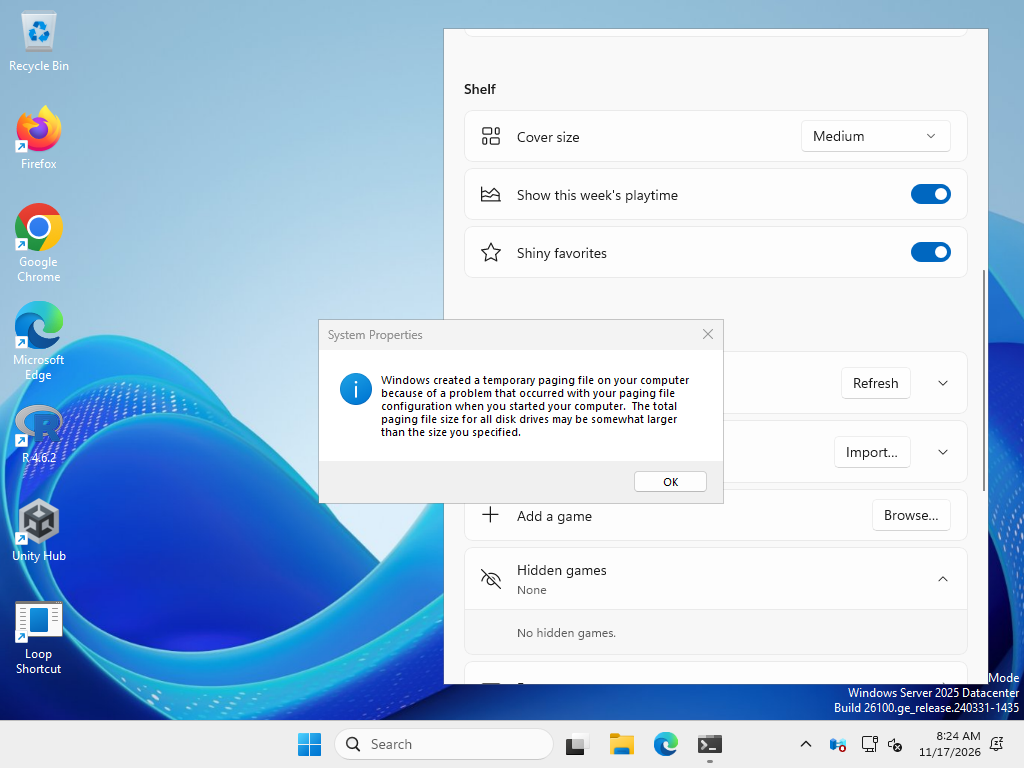 Recycle Bin
Firefox
Google
Chrome
Microsoft
Edge
R 4.6.2
Unity Hub
Loop
Shortcut
Shelf
Cover size
Medium
Show this week's playtime
Shiny favorites
Refresh
Import...
Add a game
Browse...
Hidden games
None
No hidden games.
System Properties
Windows created a temporary paging file on your computer
because of a problem that occurred with your paging file
configuration when you started your computer.  The total
paging file size for all disk drives may be somewhat larger
than the size you specified.
OK
Mode
Windows Server 2025 Datacenter
Build 26100.ge_release.240331-1435
Search
8:24 AM
11/17/2026